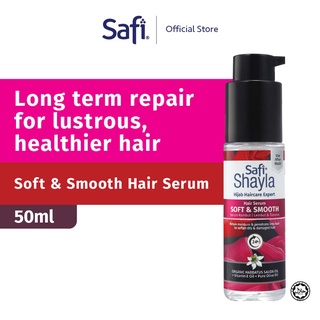 Safi
Official Store
Long term repair
for lustrous,
healthier hair
Soft & Smooth Hair Serum
50ml
Safi
Shayla
Hijab Haircare Expert
Hair Serum
SOFT & SMOOTH